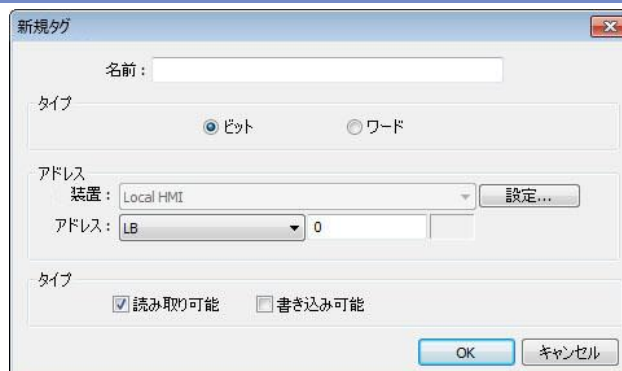 新規タグ
名前 :
タイプ
ビット ワード
アドレス
装置 : Local HMI 設定...
アドレス : LB 0
タイプ
読み取り可能 書き込み可能
OK キャンセル